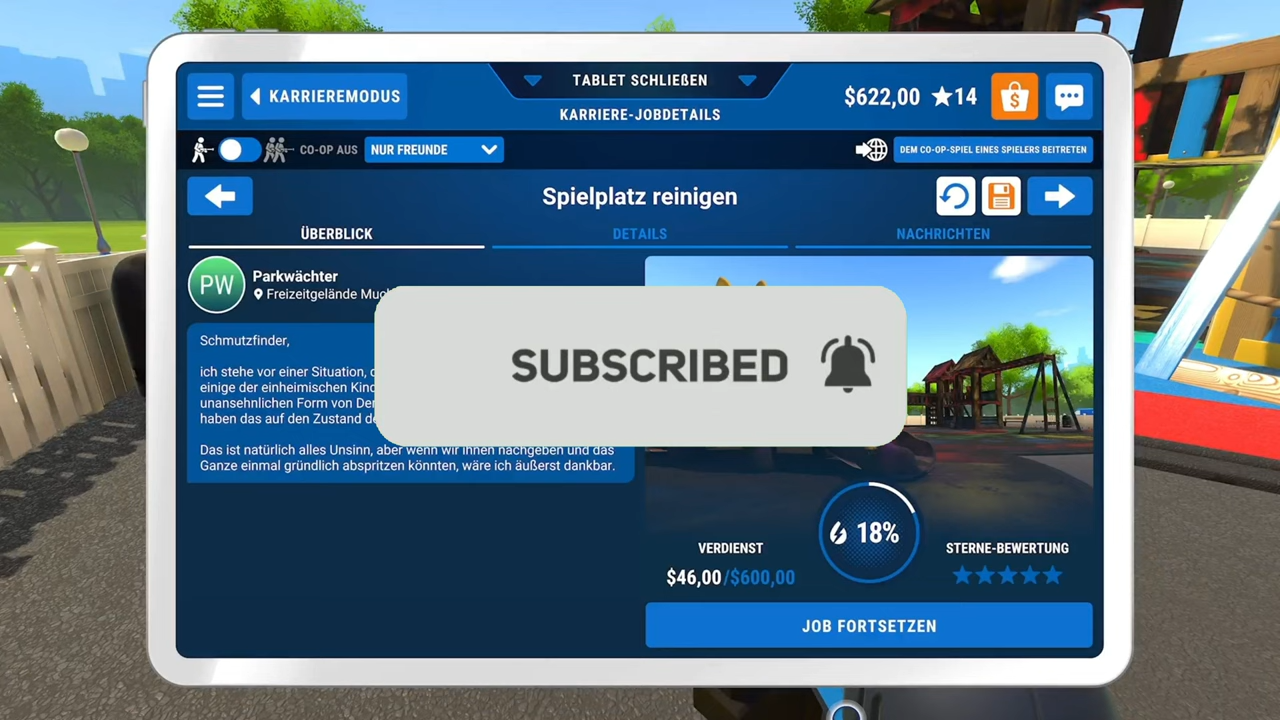 TABLET SCHLIEẞEN
KARRIEREMODUS
$622,00 ★14
KARRIERE-JOBDETAILS
CO-OP AUS
NUR FREUNDE
DEM CO-OP-SPIEL EINES SPIELERS BEITRETEN
Spielplatz reinigen
ÜBERBLICK
DETAILS
NACHRICHTEN
PW
Parkwächter
Freizeitgelände
Schmutzfinder,
ich stehe vor einer Situation,
einige der einheimischen
unansehnlichen Form von
haben das auf den Zustand
Das ist natürlich alles Unsinn, aber wenn wir ihnen nachgeben und das
Ganze einmal gründlich abspritzen könnten, wäre ich äußerst dankbar.
SUBSCRIBED
18%
VERDIENST
$46,00/$600,00
STERNE-BEWERTUNG
JOB FORTSETZEN